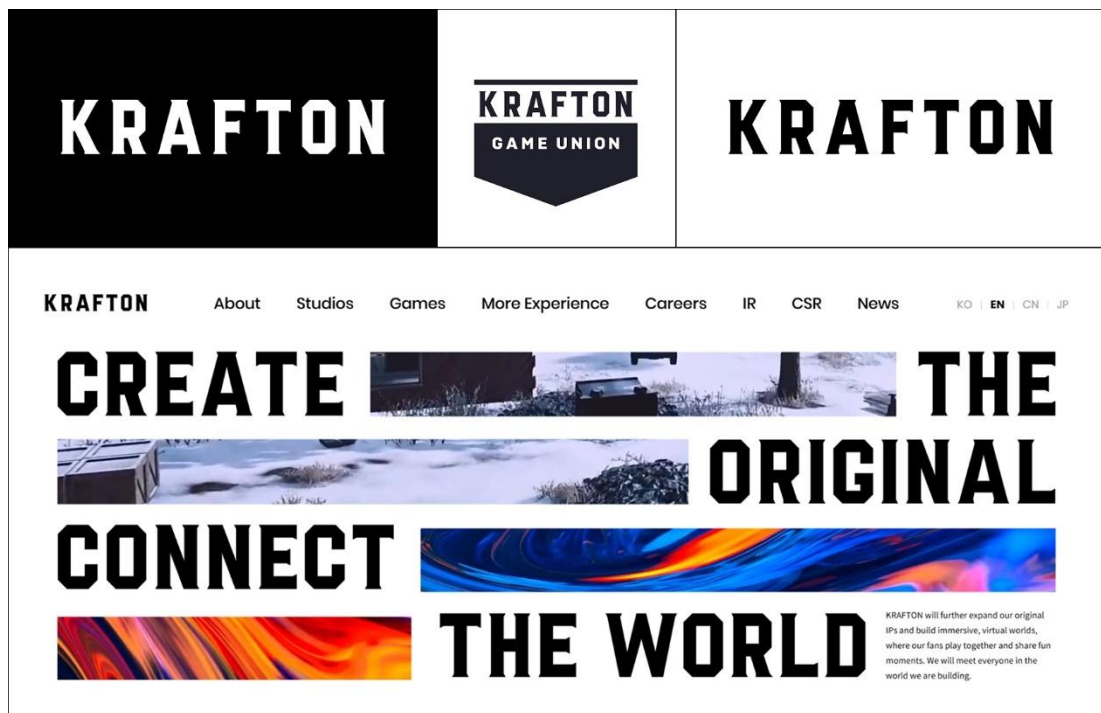 KRAFTON
KRAFTON
GAME UNION
KRAFTON
KRAFTON About Studios Games More Experience Careers IR CSR News KO | EN | CN | JP
CREATE THE
ORIGINAL
CONNECT
THE WORLD
KRAFTON will further expand our original
IPs and build immersive, virtual worlds,
where our fans play together and share fun
moments. We will meet everyone in the
world we are building.